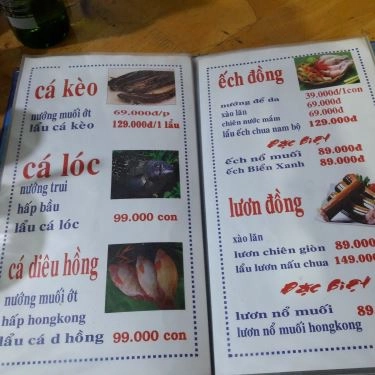 cá kèo
nướng muối ớt 69.000đ/p
lẩu cá kèo 129.000đ/1 lẩu
cá lóc
nướng trui
hấp bầu
lẩu cá lóc 99.000 con
cá diêu hồng
nướng muối ớt
hấp hongkong
lẩu cá d hồng 99.000 con
ếch đồng
39.000đ/1con
nướng để da 69.000đ
xào lăn 69.000đ
chiên nước mắm
lẩu ếch chua nam bộ 129.000đ
Đặc Biệt
ếch nổ muối 89.000đ
ếch Biển Xanh 89.000đ
lươn đồng
xào lăn
lươn chiên giòn 89.000
lẩu lươn nấu chua 149.000
Đặc Biệt
lươn nổ muối 89
lươn nổ muối hongkong